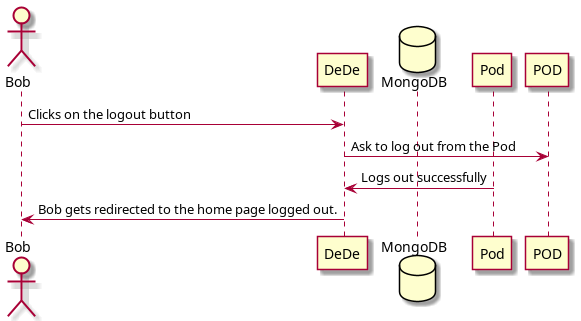 Bob
DeDe
MongoDB
Pod
POD
Clicks on the logout button
Ask to log out from the Pod
Logs out successfully
Bob gets redirected to the home page logged out.
Bob
DeDe
MongoDB
Pod
POD